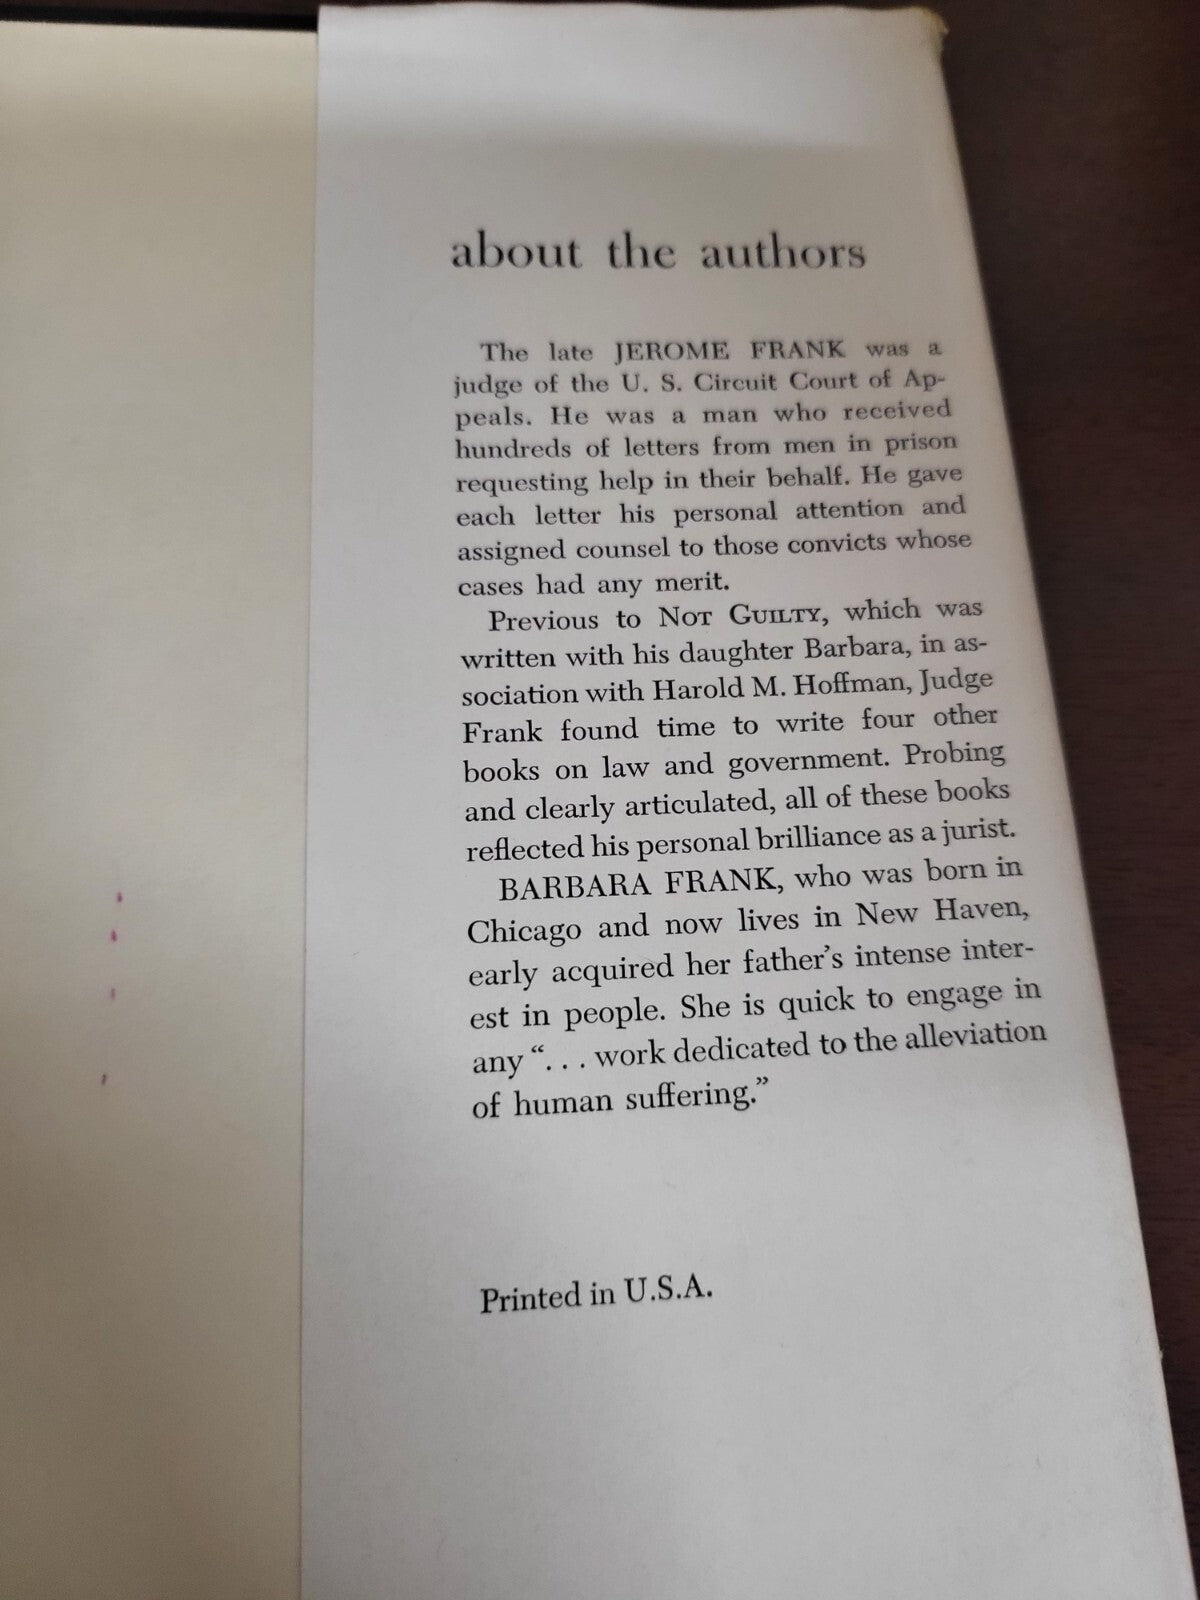 about the authors
The late JEROME FRANK was a
judge of the U. S. Circuit Court of Ap-
peals. He was a man who received
hundreds of letters from men in prison
requesting help in their behalf. He gave
each letter his personal attention and
assigned counsel to those convicts whose
cases had any merit.
Previous to NOT GUILTY, which was
written with his daughter Barbara, in as-
sociation with Harold M. Hoffman, Judge
Frank found time to write four other
books on law and government. Probing
and clearly articulated, all of these books
reflected his personal brilliance as a jurist.
BARBARA FRANK, who was born in
Chicago and now lives in New Haven,
early acquired her father’s intense inter-
est in people. She is quick to engage in
any “. . . work dedicated to the alleviation
of human suffering.”
Printed in U.S.A.